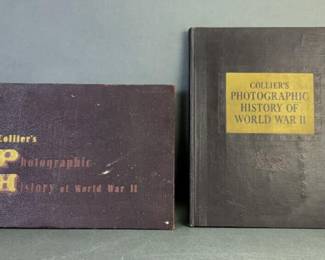 Collier's
Photographic
History of World War II
COLLIER'S
PHOTOGRAPHIC
HISTORY OF
WORLD WAR II